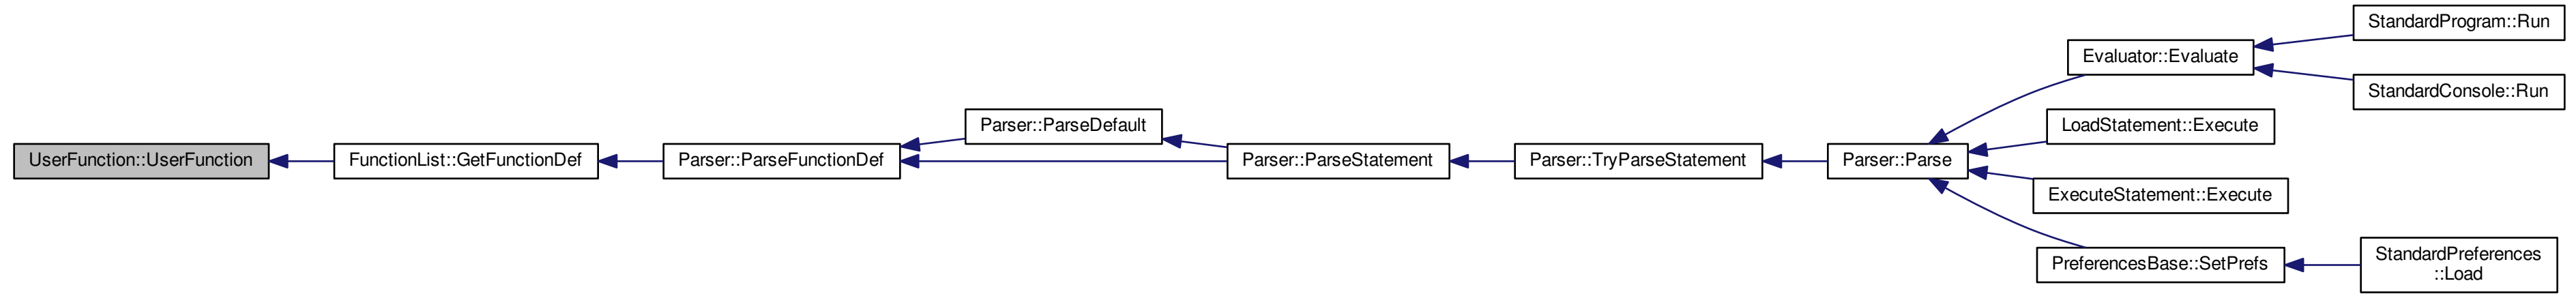 UserFunction::UserFunction
FunctionList::GetFunctionDef
Parser::ParseFunctionDef
Parser::ParseDefault
Parser::ParseStatement
Parser::TryParseStatement
Parser::Parse
Evaluator::Evaluate
StandardProgram::Run
StandardConsole::Run
LoadStatement::Execute
ExecuteStatement::Execute
PreferencesBase::SetPrefs
StandardPreferences
::Load